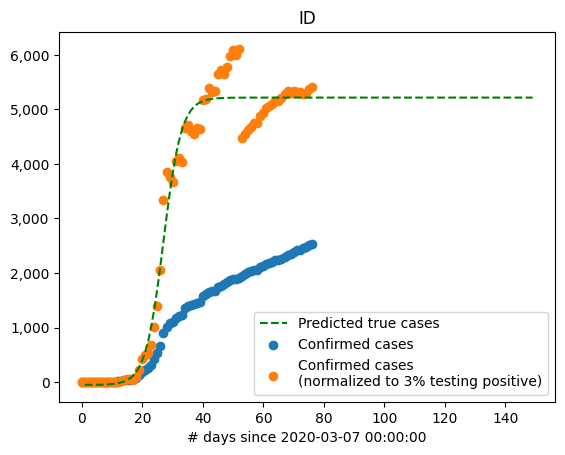 ID
6,000
5,000
4,000
3,000
2,000
1,000
0
0 20 40 60 80 100 120 140
# days since 2020-03-07 00:00:00
Predicted true cases
Confirmed cases
Confirmed cases
(normalized to 3% testing positive)